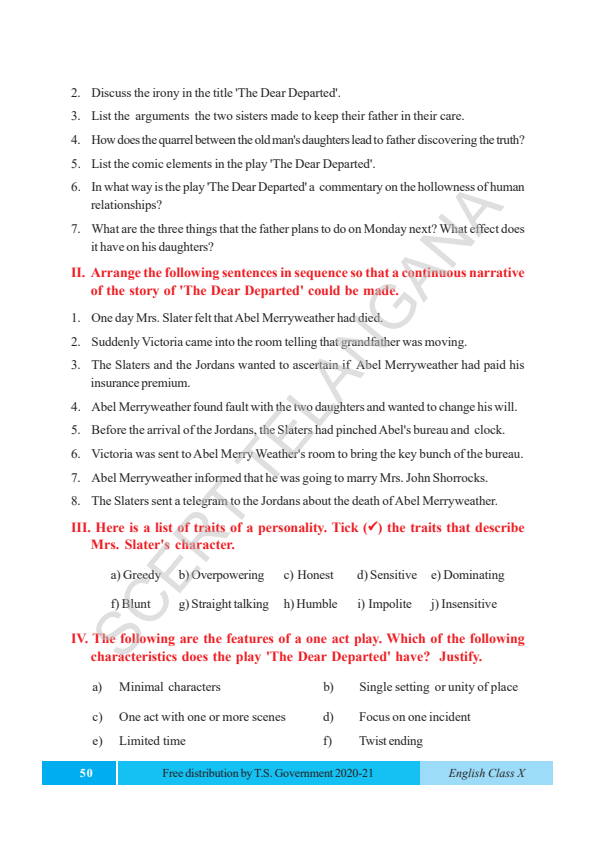 2. Discuss the irony in the title 'The Dear Departed'.
3. List the arguments the two sisters made to keep their father in their care.
4. How does the quarrel between the old man's daughters lead to father discovering the truth?
5. List the comic elements in the play 'The Dear Departed'.
6. In what way is the play 'The Dear Departed' a commentary on the hollowness of human
relationships?
7. What are the three things that the father plans to do on Monday next? What effect does
it have on his daughters?
II. Arrange the following sentences in sequence so that a continuous narrative
of the story of 'The Dear Departed' could be made.
1. One day Mrs. Slater felt that Abel Merryweather had died.
2. Suddenly Victoria came into the room telling that grandfather was moving.
3. The Slaters and the Jordans wanted to ascertain if Abel Merryweather had paid his
insurance premium.
4. Abel Merryweather found fault with the two daughters and wanted to change his will.
5. Before the arrival of the Jordans, the Slaters had pinched Abel's bureau and clock.
6. Victoria was sent to Abel Merry Weather's room to bring the key bunch of the bureau.
7. Abel Merryweather informed that he was going to marry Mrs. John Shorrocks.
8. The Slaters sent a telegram to the Jordans about the death of Abel Merryweather.
III. Here is a list of traits of a personality. Tick (✓) the traits that describe
Mrs. Slater's character.
a) Greedy b) Overpowering c) Honest d) Sensitive e) Dominating
f) Blunt g) Straight talking h) Humble i) Impolite j) Insensitive
IV. The following are the features of a one act play. Which of the following
characteristics does the play 'The Dear Departed' have? Justify.
a) Minimal characters b) Single setting or unity of place
c) One act with one or more scenes d) Focus on one incident
e) Limited time f) Twist ending
50 Free distribution by T.S. Government 2020-21 English Class X
SCERT TELANGANA